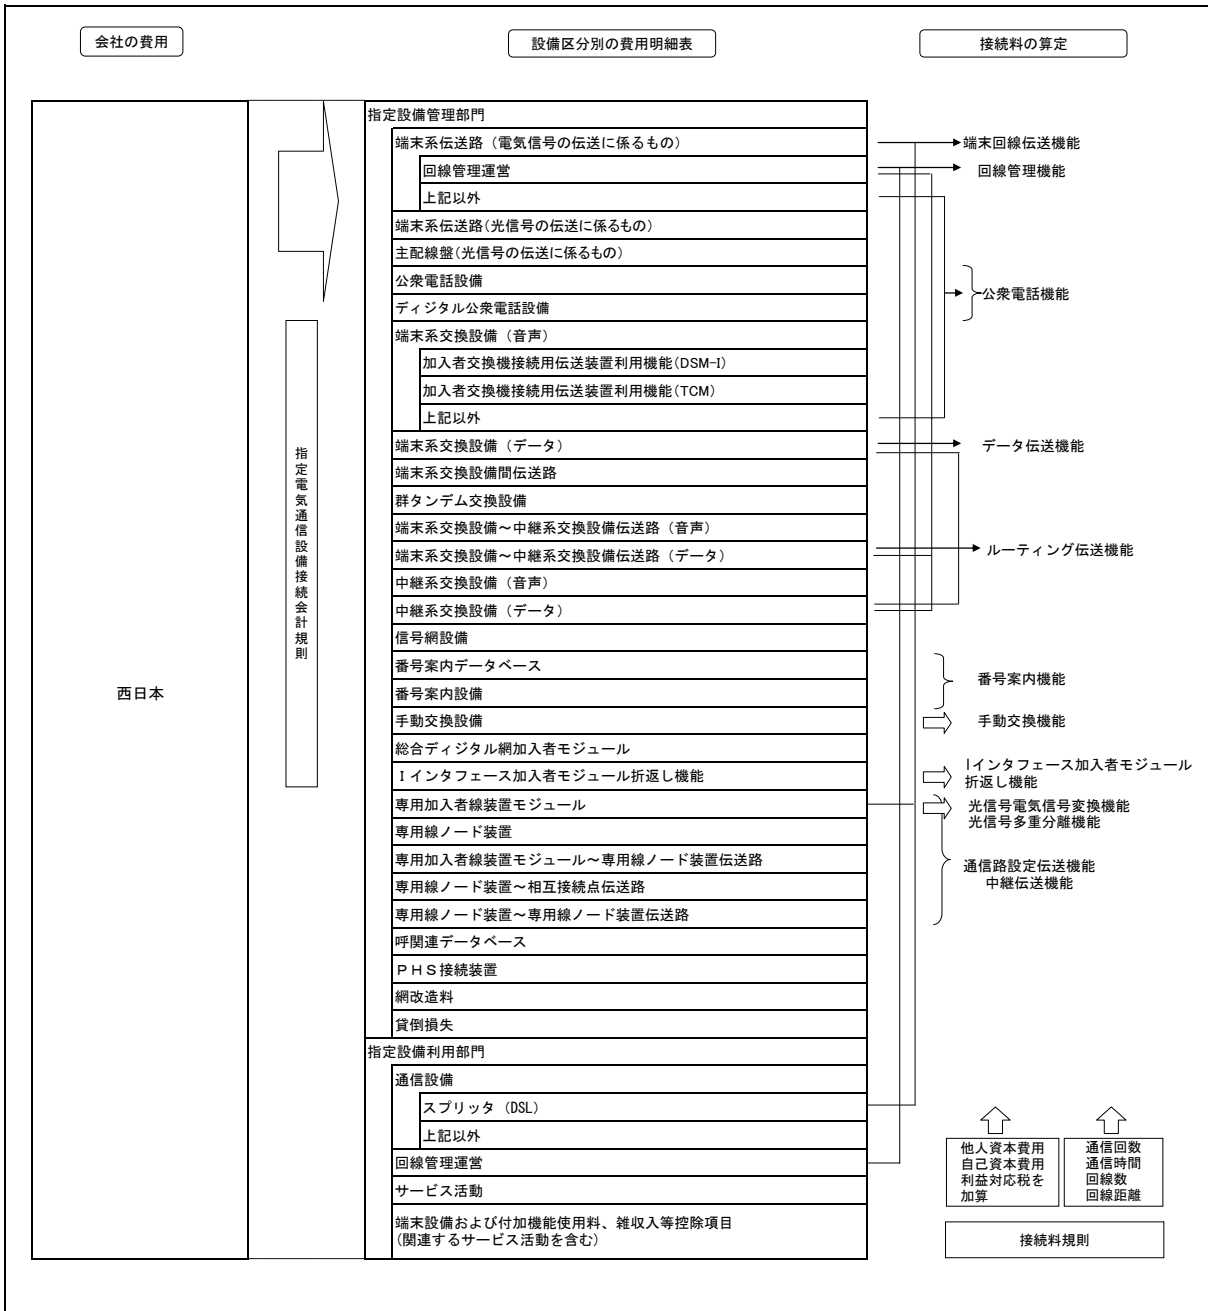 会社の費用
設備区分別の費用明細表
接続料の算定
西日本
指定電気通信設備接続会計規則
指定設備管理部門
端末系伝送路（電気信号の伝送に係るもの）
回線管理運営
上記以外
端末系伝送路(光信号の伝送に係るもの)
主配線盤(光信号の伝送に係るもの)
公衆電話設備
ディジタル公衆電話設備
端末系交換設備（音声）
加入者交換機接続用伝送装置利用機能(DSM-I)
加入者交換機接続用伝送装置利用機能(TCM)
上記以外
端末系交換設備（データ）
端末系交換設備間伝送路
群タンデム交換設備
端末系交換設備～中継系交換設備伝送路（音声）
端末系交換設備～中継系交換設備伝送路（データ）
中継系交換設備（音声）
中継系交換設備（データ）
信号網設備
番号案内データベース
番号案内設備
手動交換設備
総合ディジタル網加入者モジュール
Ｉインタフェース加入者モジュール折返し機能
専用加入者線装置モジュール
専用線ノード装置
専用加入者線装置モジュール～専用線ノード装置伝送路
専用線ノード装置～相互接続点伝送路
専用線ノード装置～専用線ノード装置伝送路
呼関連データベース
ＰＨＳ接続装置
網改造料
貸倒損失
指定設備利用部門
通信設備
スプリッタ（DSL）
上記以外
回線管理運営
サービス活動
端末設備および付加機能使用料、雑収入等控除項目
(関連するサービス活動を含む)
端末回線伝送機能
回線管理機能
公衆電話機能
データ伝送機能
ルーティング伝送機能
番号案内機能
手動交換機能
Iインタフェース加入者モジュール
折返し機能
光信号電気信号変換機能
光信号多重分離機能
通信路設定伝送機能
中継伝送機能
他人資本費用
自己資本費用
利益対応税を
加算
通信回数
通信時間
回線数
回線距離
接続料規則